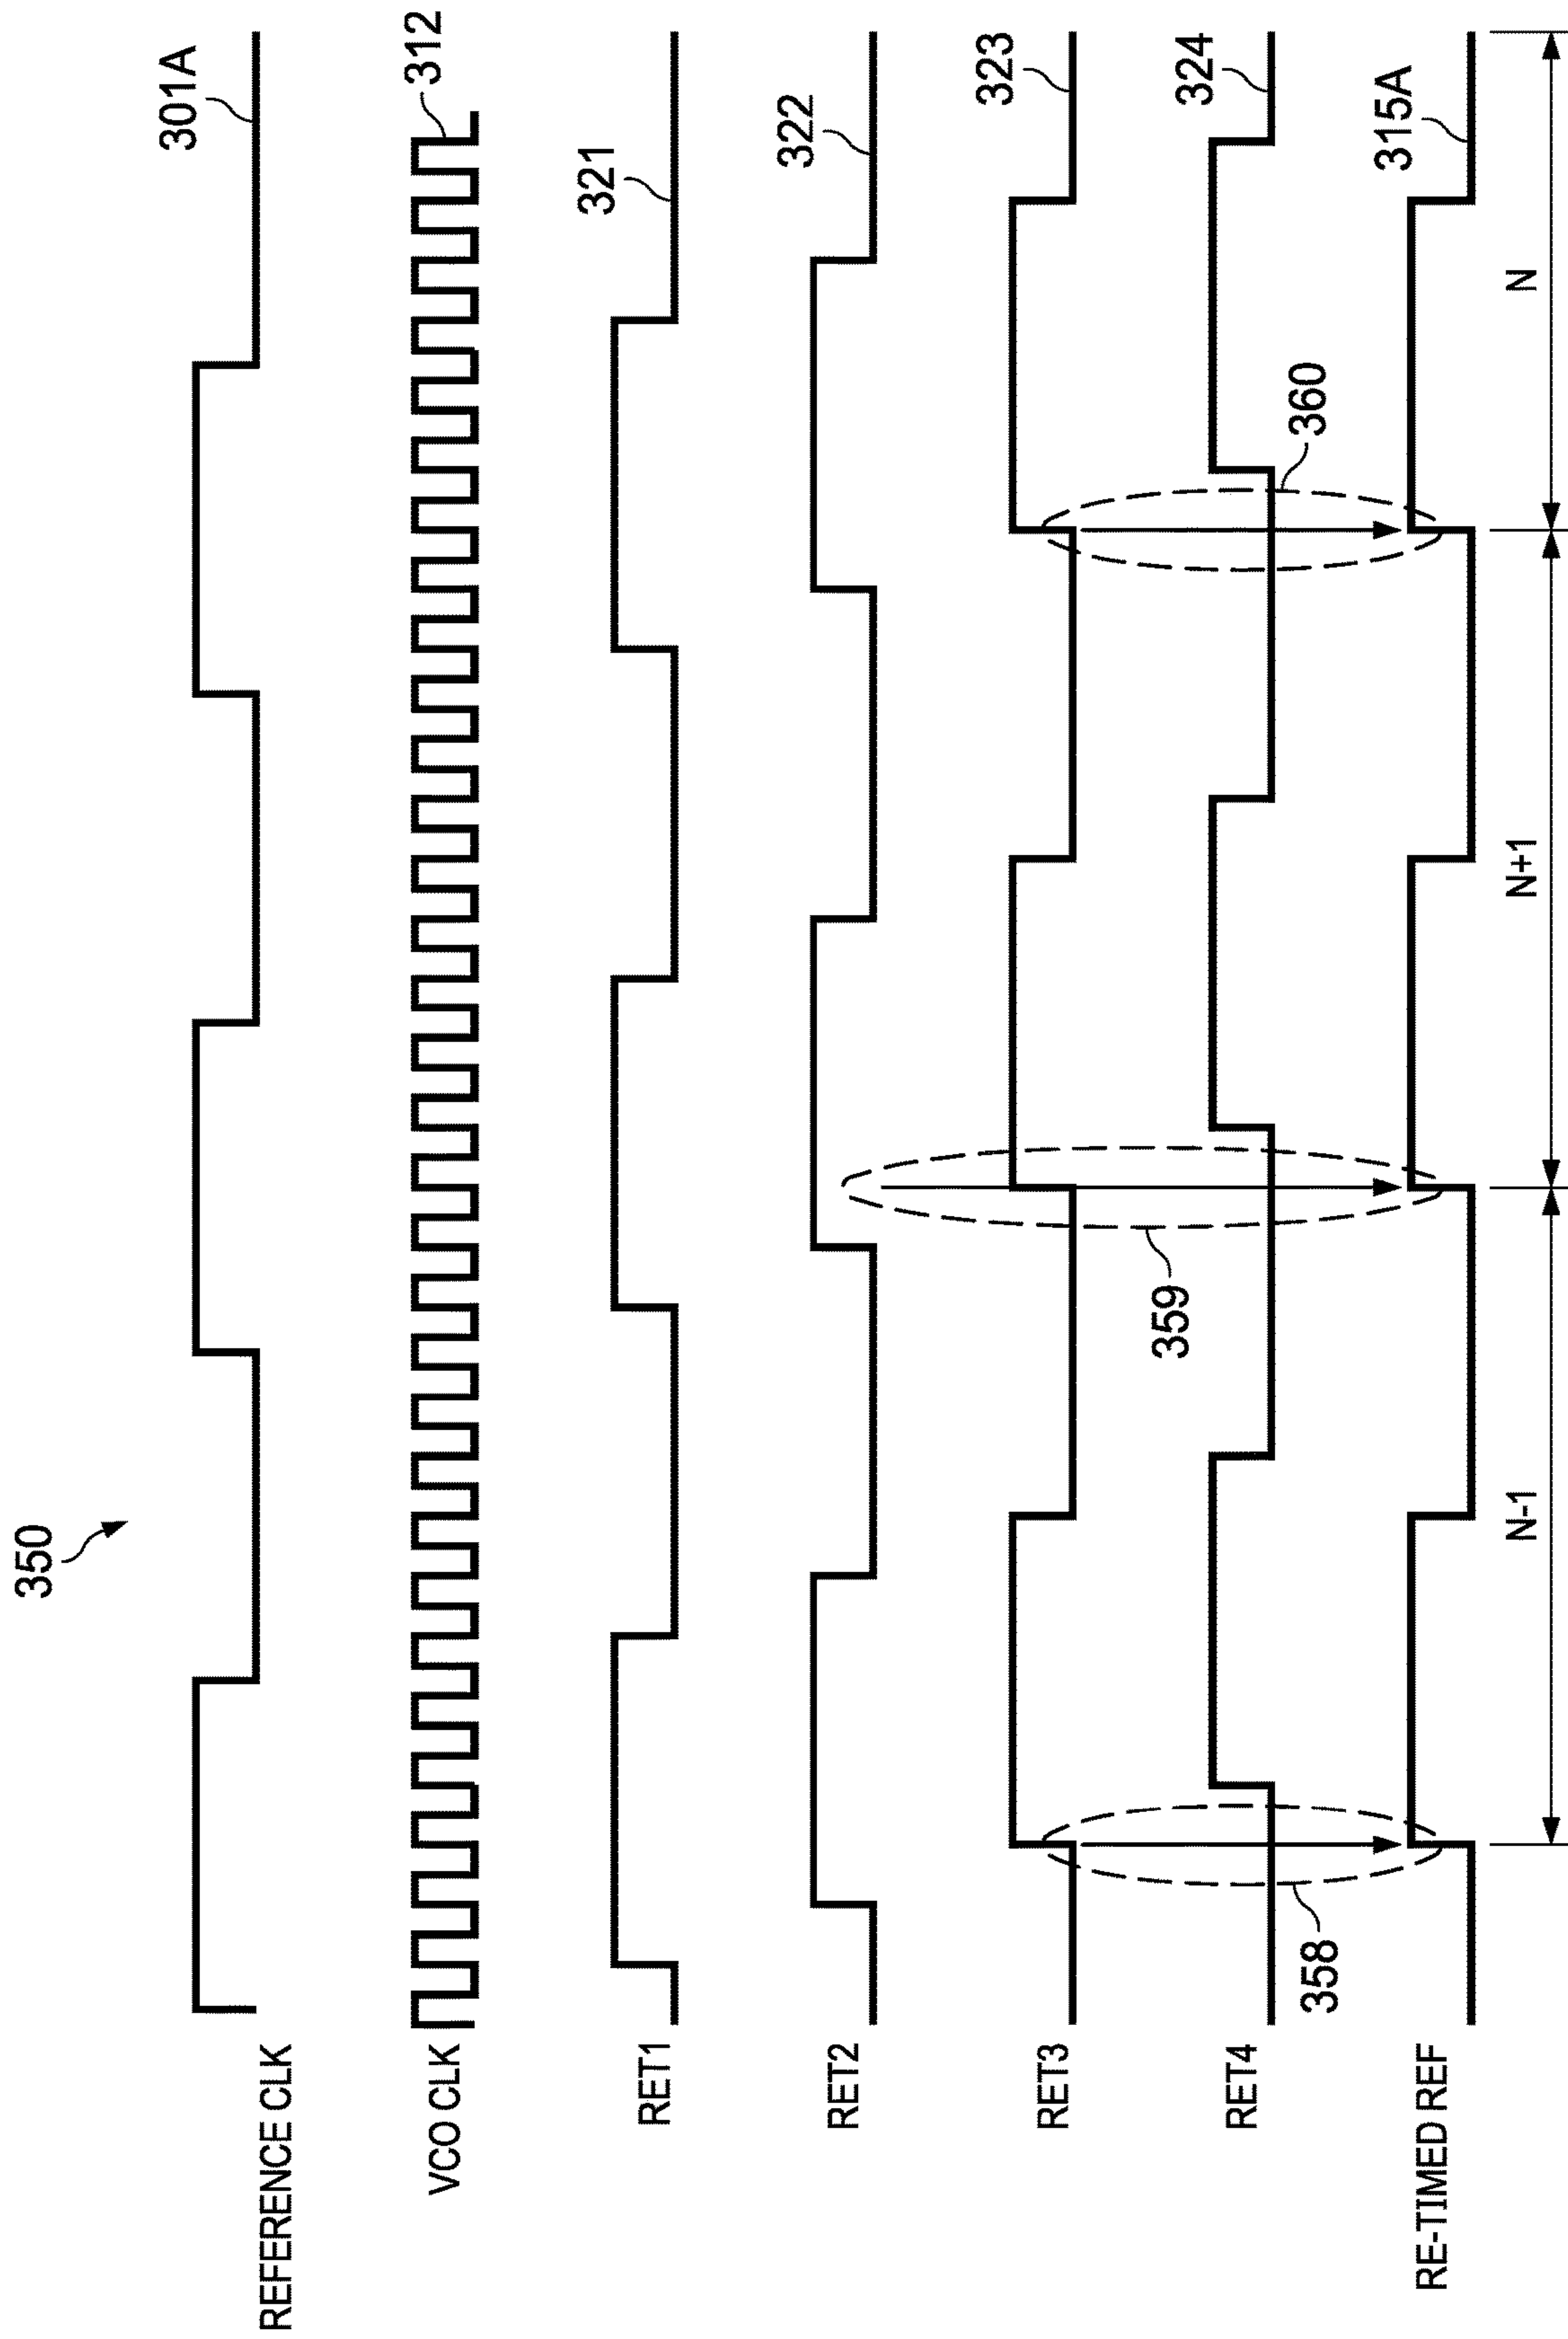 350
REFERENCE CLK
301A
VCO CLK
312
RET1
321
RET2
322
RET3
323
RET4
324
RE-TIMED REF
315A
358
359
360
N-1
N+1
N